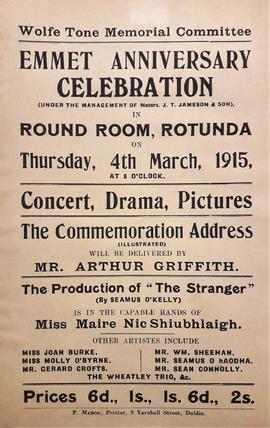 Wolfe Tone Memorial Committee
EMMET ANNIVERSARY
CELEBRATION
(UNDER THE MANAGEMENT OF Messrs. J. T. JAMESON & SON),
IN
ROUND ROOM, ROTUNDA
ON
Thursday, 4th March, 1915,
AT 8 O'CLOCK.
Concert, Drama, Pictures
The Commemoration Address
(ILLUSTRATED)
WILL BE DELIVERED BY
MR. ARTHUR GRIFFITH.
The Production of "The Stranger"
(By SEUMAS O'KELLY)
IS IN THE CAPABLE HANDS OF
Miss Maire Nic Shiubhlaigh.
OTHER ARTISTES INCLUDE
MISS JOAN BURKE.
MISS MOLLY O'BYRNE.
MR. GERARD CROFTS.
MR. WM. SHEEHAN.
MR. SEUMAS O hAODHA.
MR. SEAN CONNOLLY.
THE WHEATLEY TRIO, &c.
Prices 6d., 1s., 1s. 6d., 2s.
P. MAHON, Printer, 3 Yarnhall Street, Dublin.